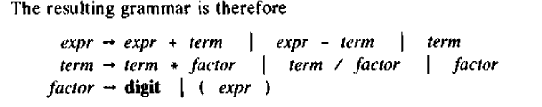 The resulting grammar is therefore
expr → expr + term | expr - term | term
term → term * factor | term / factor | factor
factor → digit | ( expr )